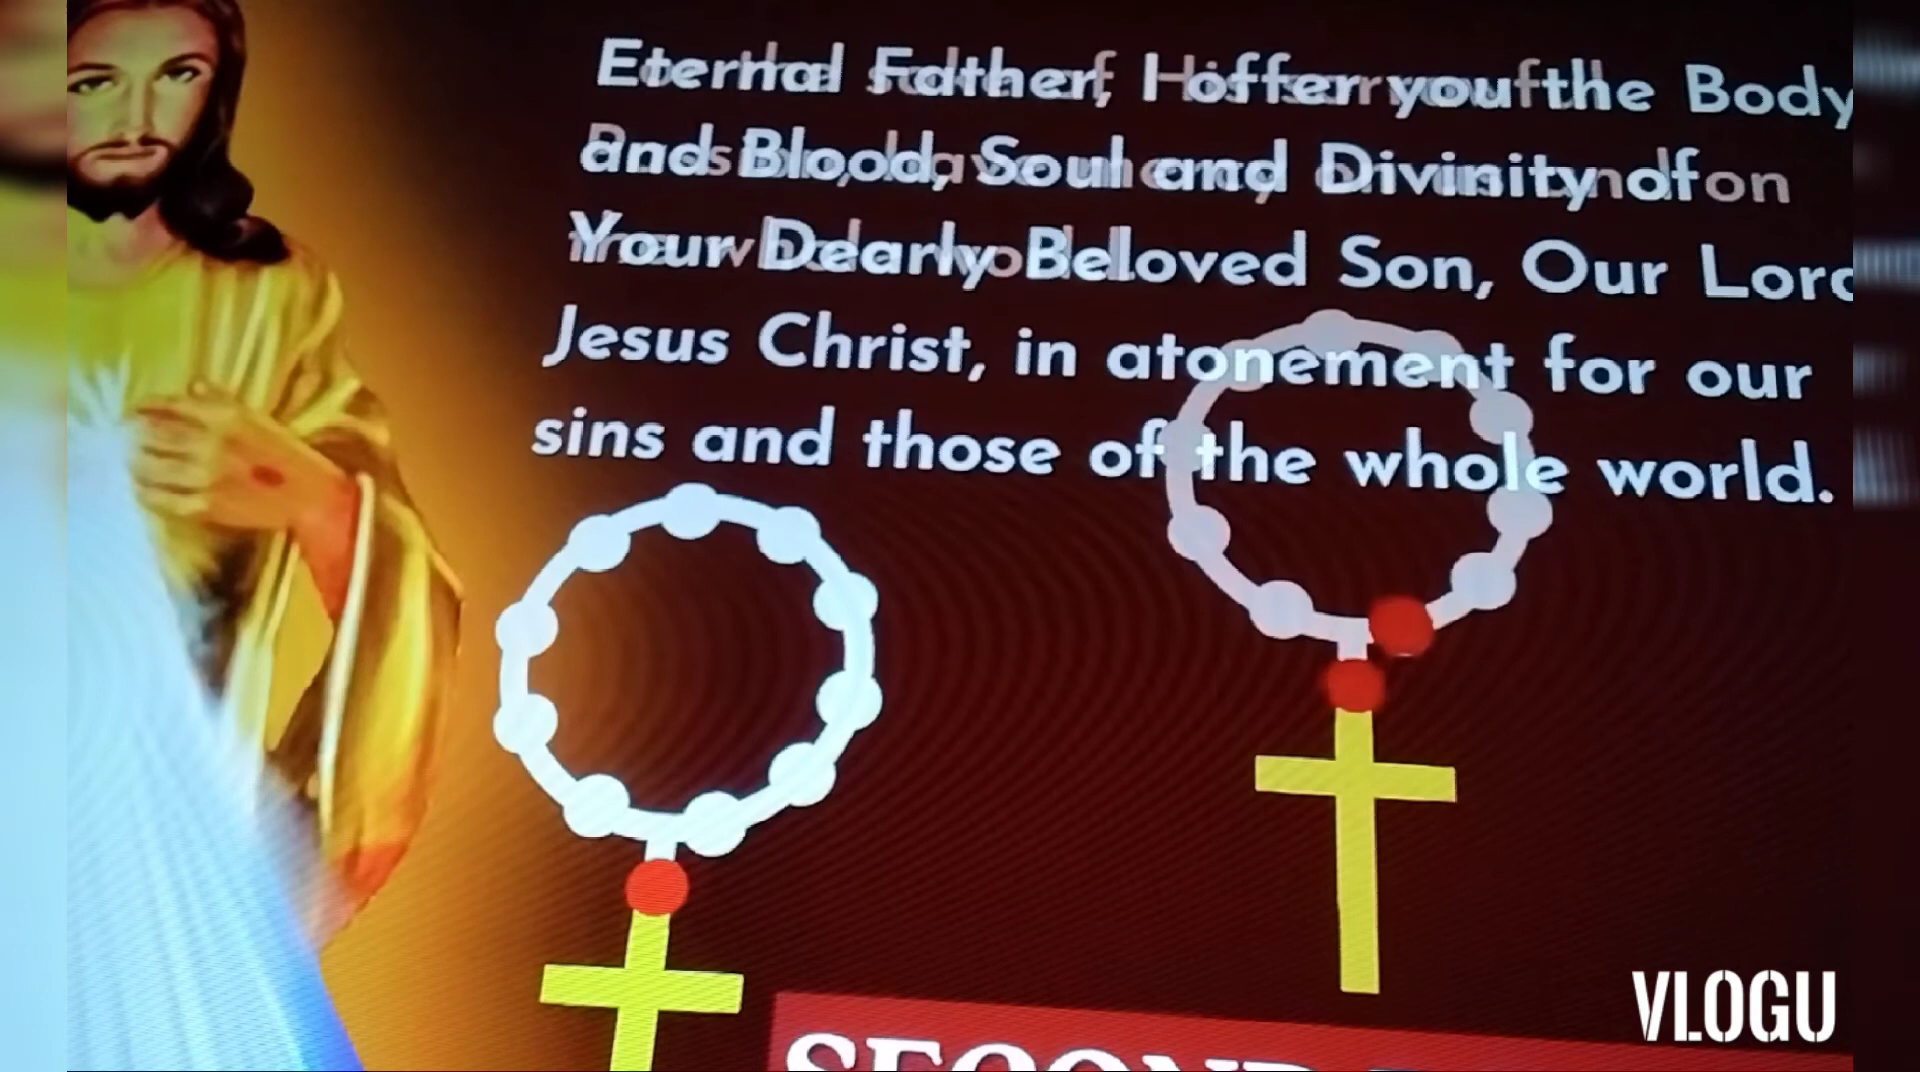 Eternal Father, I offer you the Body
and Blood, Soul and Divinity of
Your Dearly Beloved Son, Our Lord
Jesus Christ, in atonement for our
sins and those of the whole world.
on
VLOGU